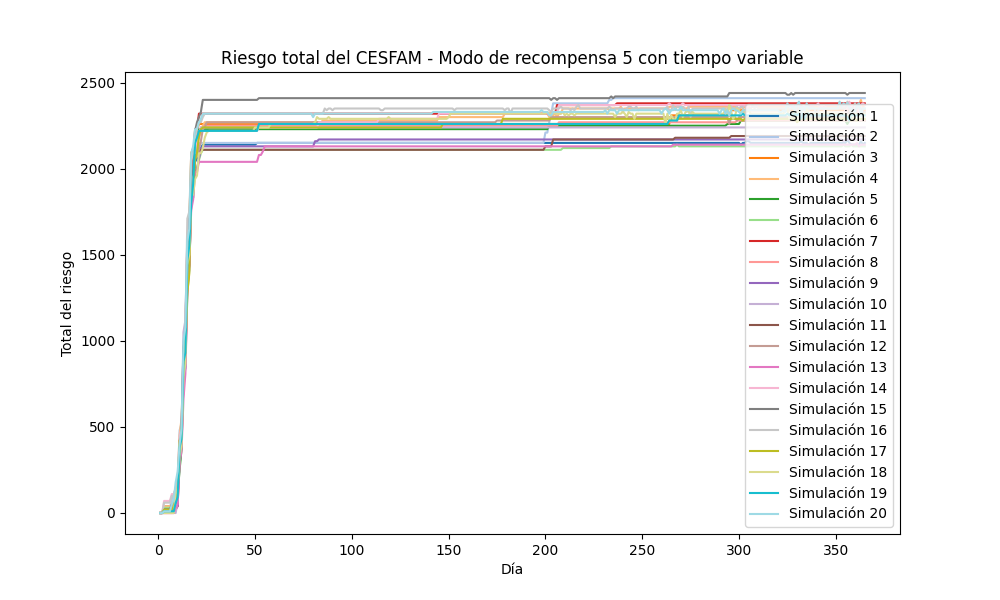 Riesgo total del CESFAM - Modo de recompensa 5 con tiempo variable
Total del riesgo
2500
2000
1500
1000
500
0
0 50 100 150 200 250 300 350
Día
Simulación 1
Simulación 2
Simulación 3
Simulación 4
Simulación 5
Simulación 6
Simulación 7
Simulación 8
Simulación 9
Simulación 10
Simulación 11
Simulación 12
Simulación 13
Simulación 14
Simulación 15
Simulación 16
Simulación 17
Simulación 18
Simulación 19
Simulación 20